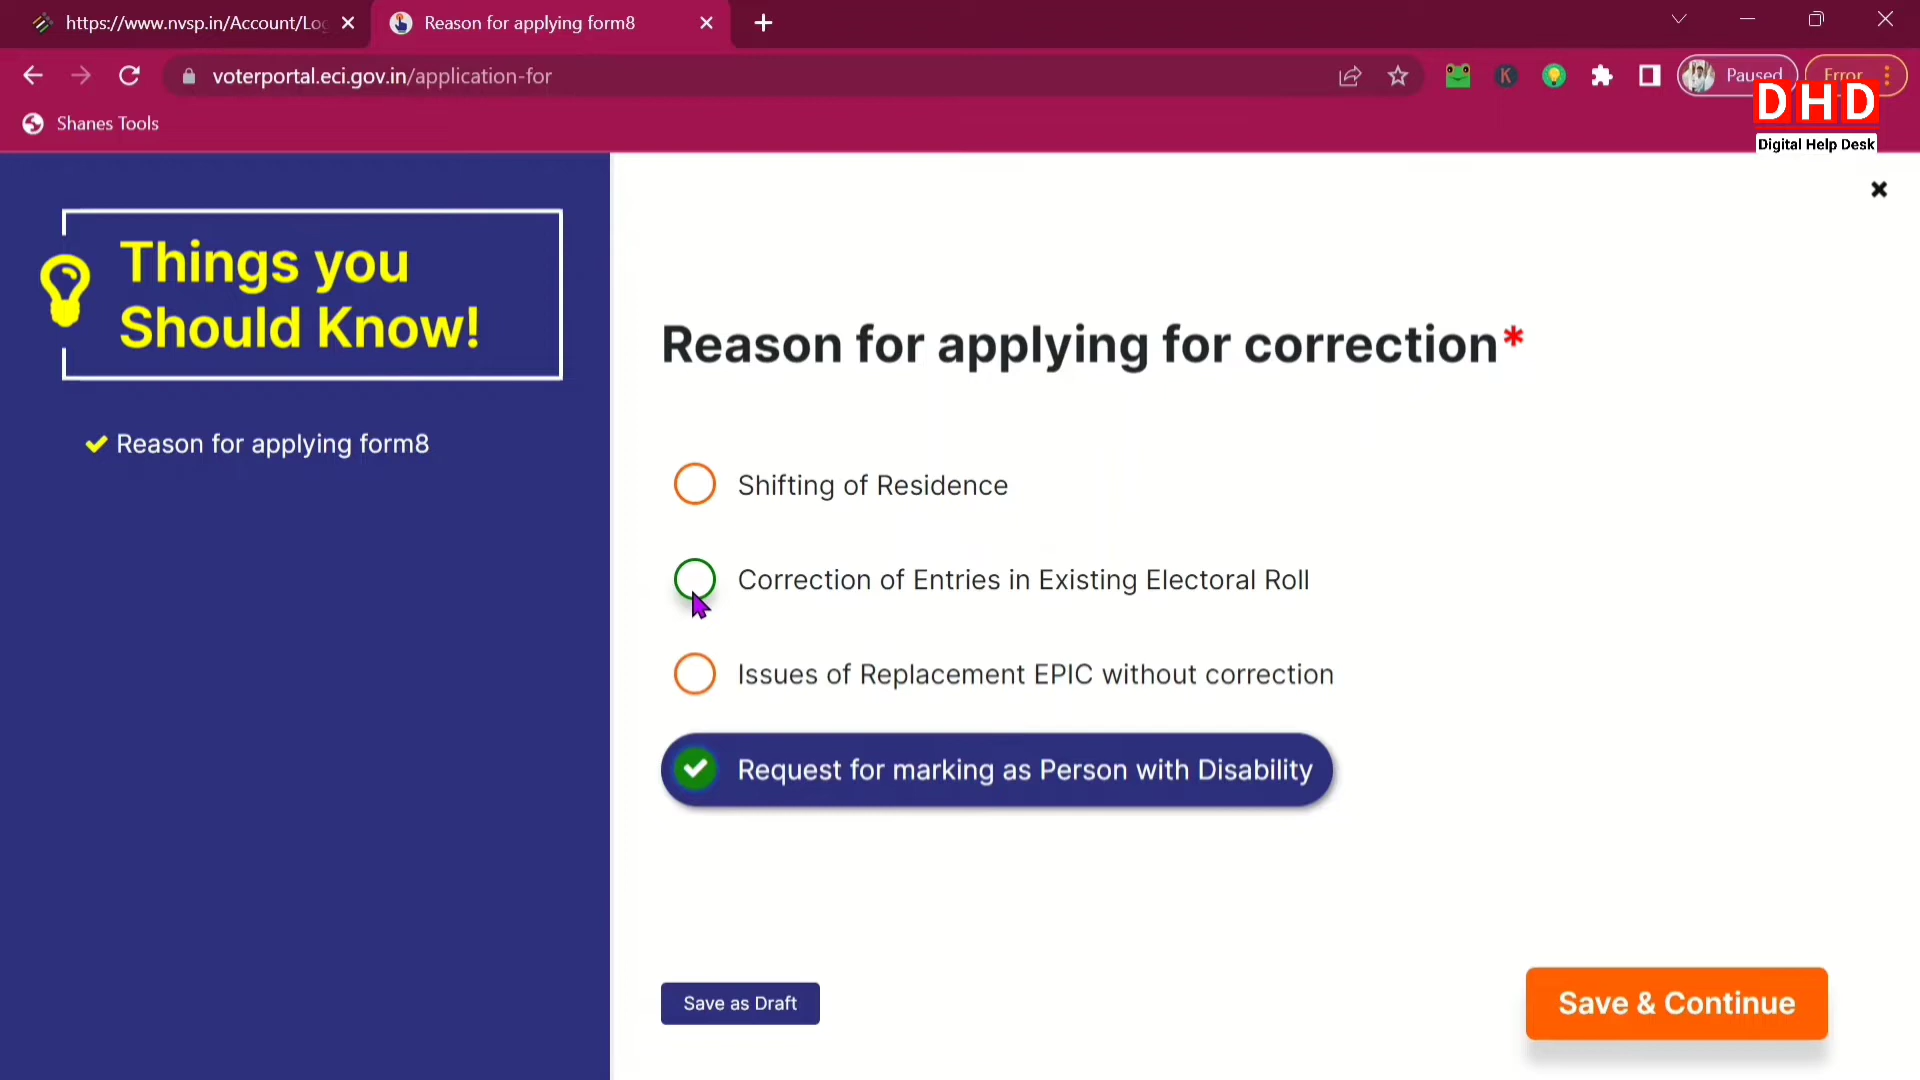 https://www.nvsp.in/Account/Log
Reason for applying form8
voterportal.eci.gov.in/application-for
K
Paused
Error
Shanes Tools
DHD
Digital Help Desk
Things you
Should Know!
Reason for applying form8
Reason for applying for correction*
Shifting of Residence
Correction of Entries in Existing Electoral Roll
Issues of Replacement EPIC without correction
Request for marking as Person with Disability
Save as Draft
Save & Continue